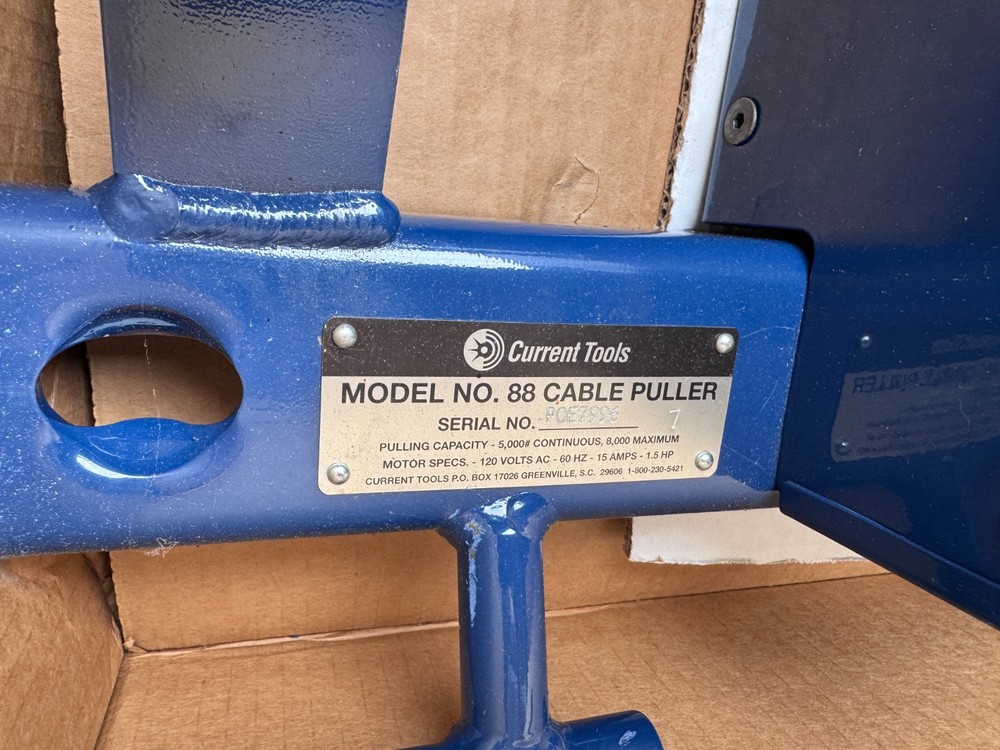 Current Tools
MODEL NO. 88 CABLE PULLER
SERIAL NO. 7
PULLING CAPACITY - 5,000# CONTINUOUS, 8,000 MAXIMUM
MOTOR SPECS. - 120 VOLTS AC - 60 HZ - 15 AMPS - 1.5 HP
CURRENT TOOLS P.O. BOX 17026 GREENVILLE, S.C. 29606 1-800-230-5421